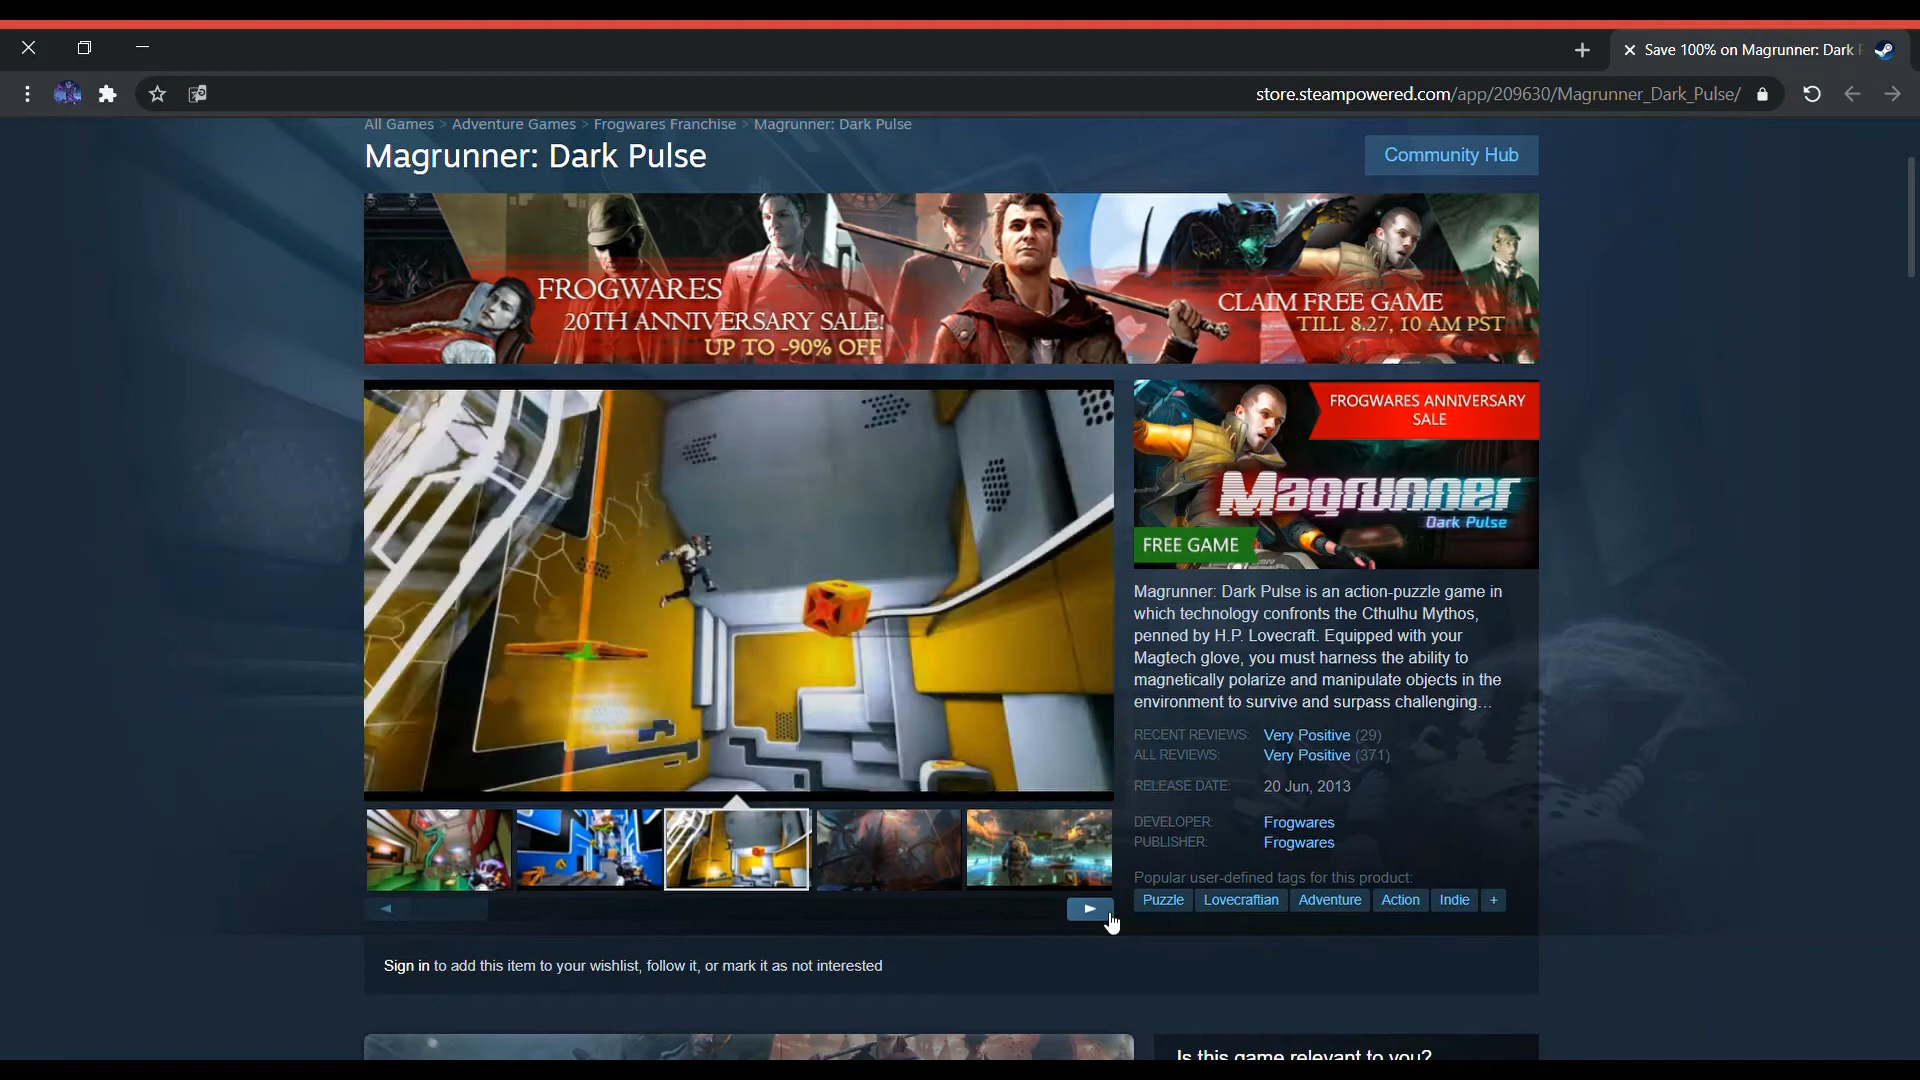 Save 100% on Magrunner: Dark
store.steampowered.com/app/209630/Magrunner_Dark_Pulse/
All Games > Adventure Games > Frogwares Franchise > Magrunner: Dark Pulse
Magrunner: Dark Pulse
Community Hub
FROGWARES
20TH ANNIVERSARY SALE!
UP TO -90% OFF
CLAIM FREE GAME
TILL 8.27, 10 AM PST
FROGWARES ANNIVERSARY
SALE
Magrunner
Dark Pulse
FREE GAME
Magrunner: Dark Pulse is an action-puzzle game in
which technology confronts the Cthulhu Mythos,
penned by H.P. Lovecraft. Equipped with your
Magtech glove, you must harness the ability to
magnetically polarize and manipulate objects in the
environment to survive and surpass challenging...
RECENT REVIEWS: Very Positive (29)
ALL REVIEWS: Very Positive (371)
RELEASE DATE: 20 Jun, 2013
DEVELOPER: Frogwares
PUBLISHER: Frogwares
Popular user-defined tags for this product:
Puzzle Lovecraftian Adventure Action Indie +
Sign in to add this item to your wishlist, follow it, or mark it as not interested
Is this game relevant to you?